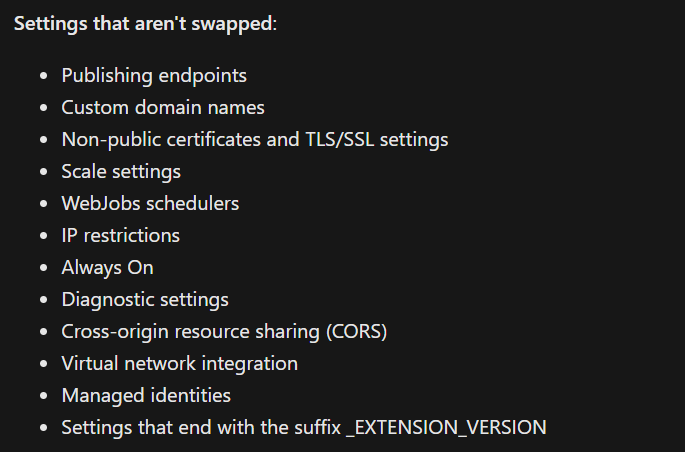 Settings that aren't swapped:
• Publishing endpoints
• Custom domain names
• Non-public certificates and TLS/SSL settings
• Scale settings
• WebJobs schedulers
• IP restrictions
• Always On
• Diagnostic settings
• Cross-origin resource sharing (CORS)
• Virtual network integration
• Managed identities
• Settings that end with the suffix _EXTENSION_VERSION